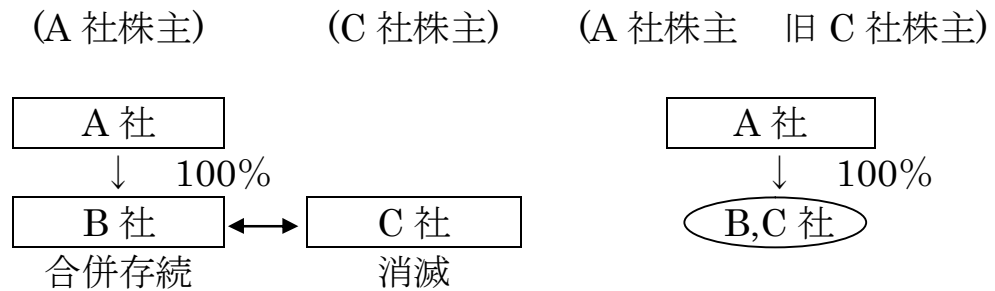 (A 社株主) (C 社株主) (A 社株主 旧 C 社株主)
A 社 A 社
↓ 100% ↓ 100%
B 社 ↔ C 社 B,C 社
合併存続 消滅